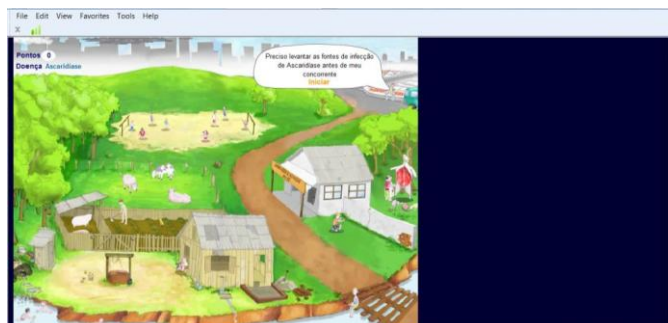 File Edit View Favorites Tools Help
X
Pontos 0
Doença Ascaridíase
Preciso levantar as fontes de infecção
de Ascaridíase antes de meu
concorrente
Iniciar